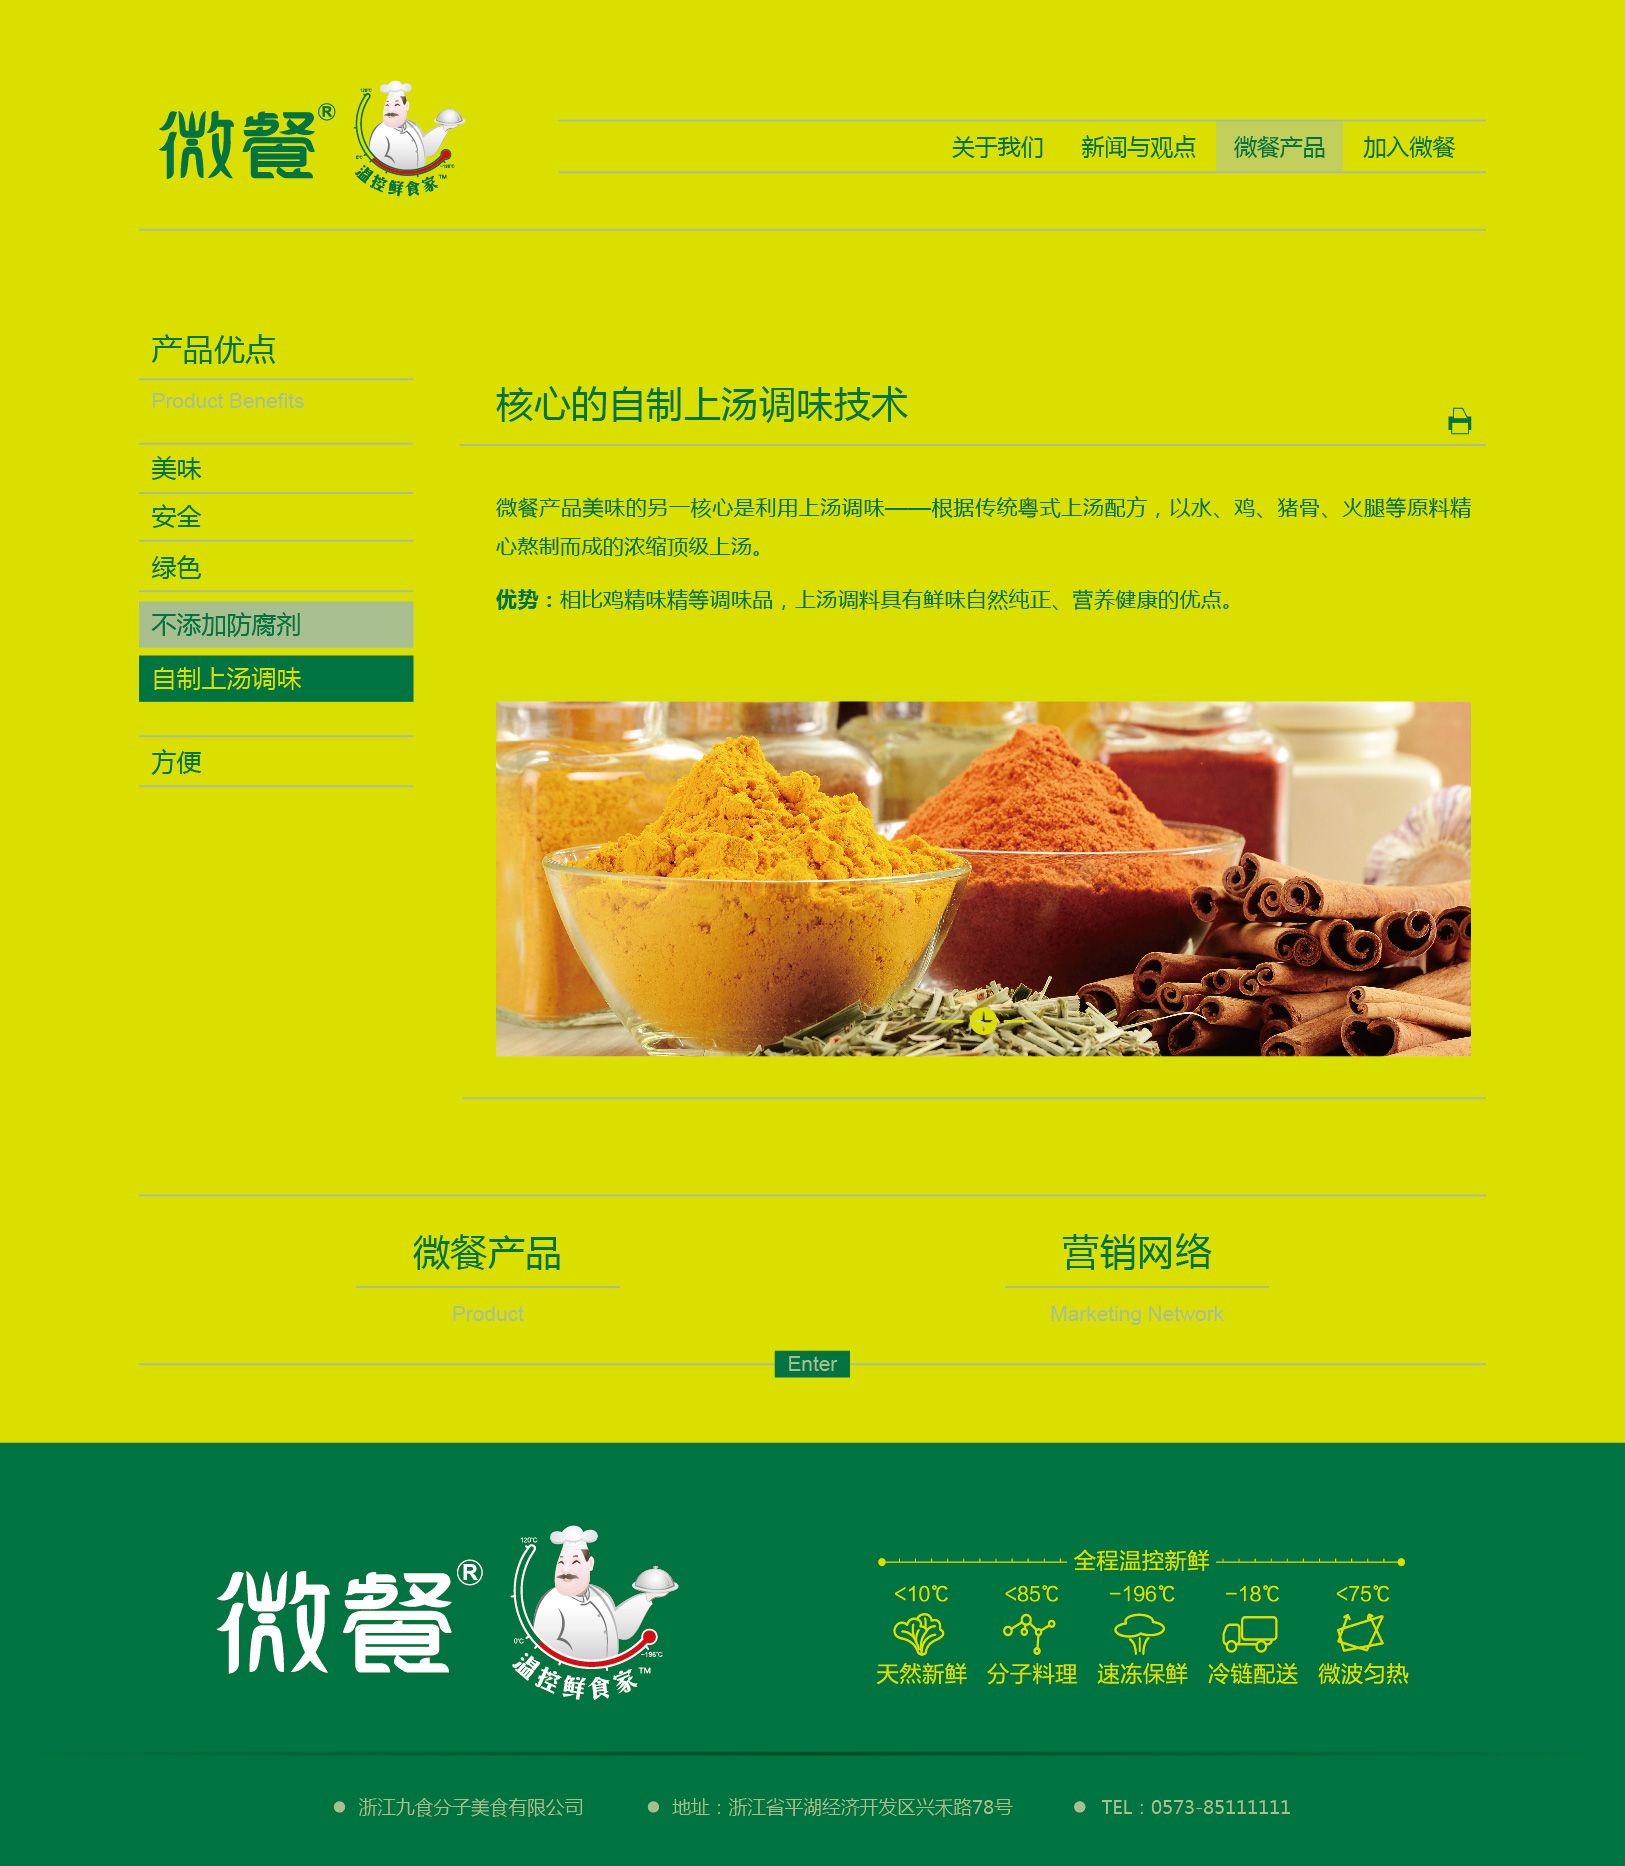 微餐®
120℃
0℃
-196℃
温控鲜食家™
关于我们 新闻与观点 微餐产品 加入微餐
产品优点
Product Benefits
美味
安全
绿色
不添加防腐剂
自制上汤调味
方便
核心的自制上汤调味技术
微餐产品美味的另一核心是利用上汤调味——根据传统粤式上汤配方，以水、鸡、猪骨、火腿等原料精
心熬制而成的浓缩顶级上汤。
优势：相比鸡精味精等调味品，上汤调料具有鲜味自然纯正、营养健康的优点。
微餐产品
Product
营销网络
Marketing Network
Enter
微餐®
120℃
0℃
-196℃
温控鲜食家™
全程温控新鲜
<10℃ <85℃ -196℃ -18℃ <75℃
天然新鲜 分子料理 速冻保鲜 冷链配送 微波匀热
● 浙江九食分子美食有限公司 ● 地址：浙江省平湖经济开发区兴禾路78号 ● TEL：0573-85111111